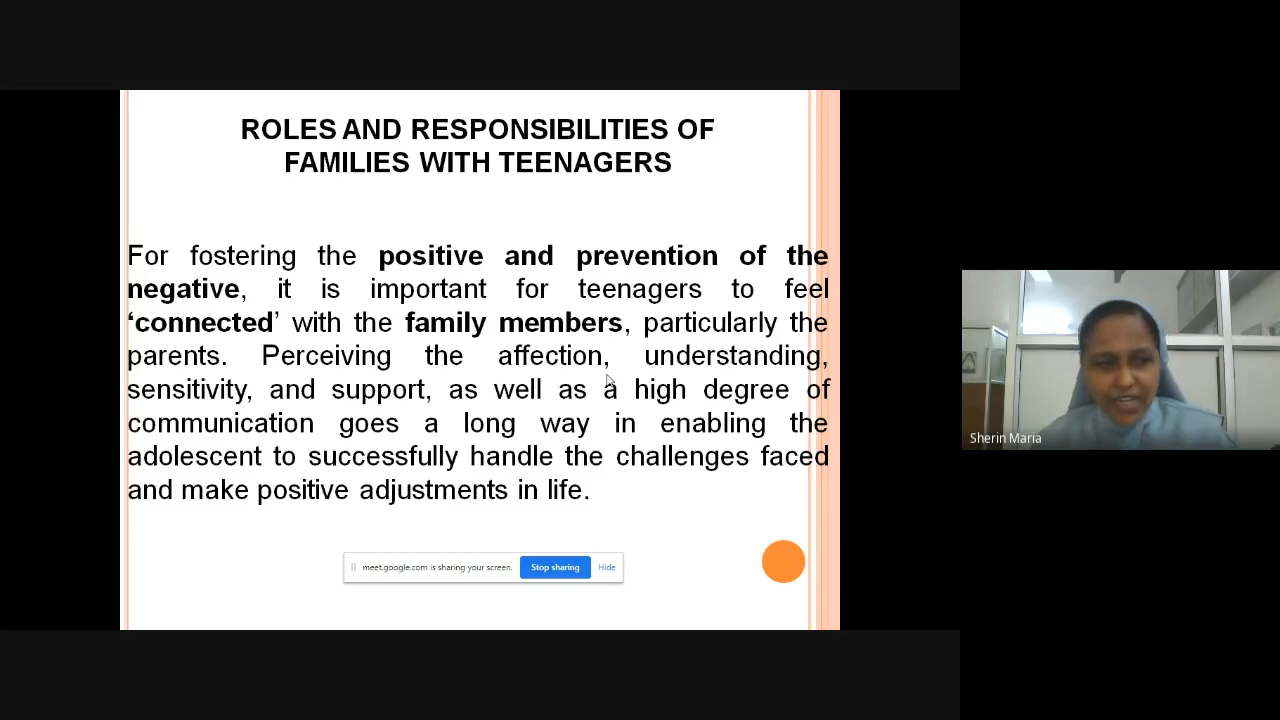 ROLES AND RESPONSIBILITIES OF
FAMILIES WITH TEENAGERS
For fostering the positive and prevention of the
negative, it is important for teenagers to feel
‘connected’ with the family members, particularly the
parents. Perceiving the affection, understanding,
sensitivity, and support, as well as a high degree of
communication goes a long way in enabling the
adolescent to successfully handle the challenges faced
and make positive adjustments in life.
meet.google.com is sharing your screen. Stop sharing Hide
Sherin Maria